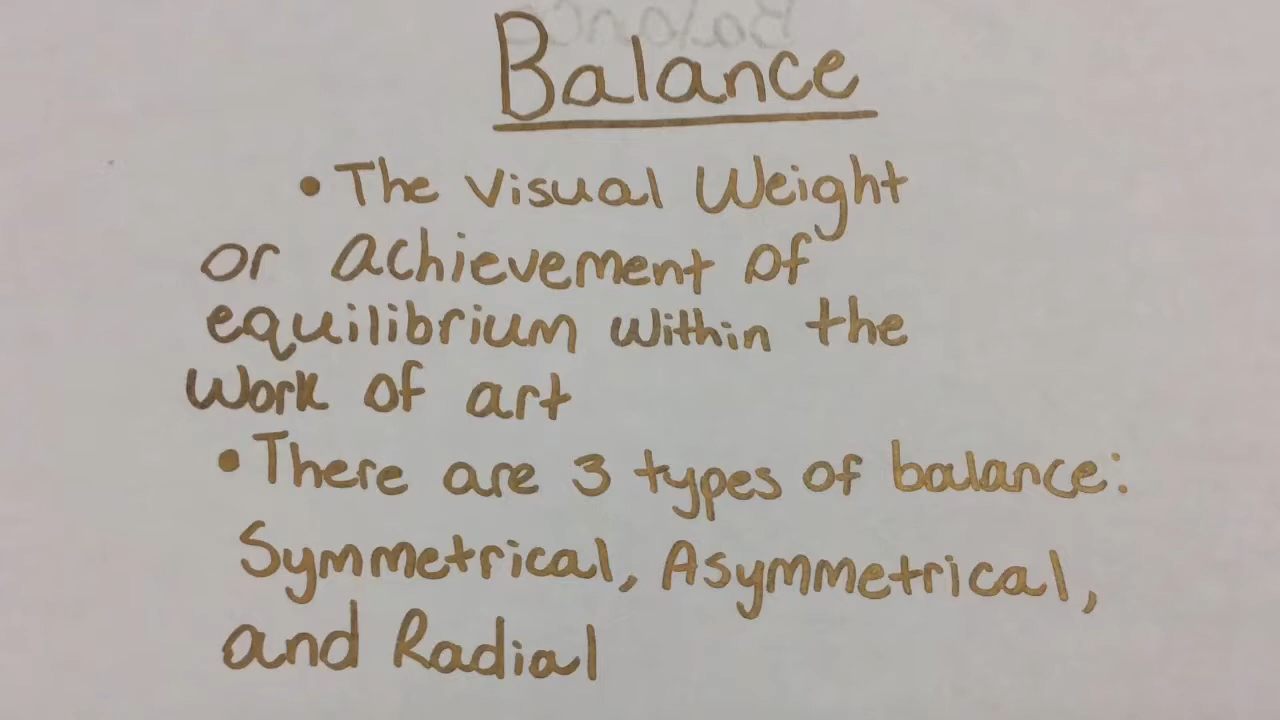 Balance
• The Visual Weight
or achievement of
equilibrium within the
Work of art
• There are 3 types of balance:
Symmetrical, Asymmetrical,
and Radial